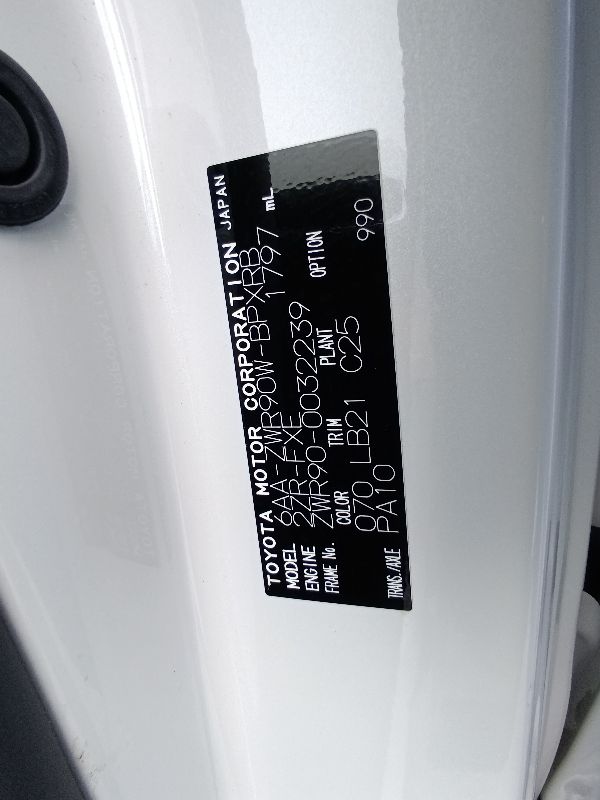 TOYOTA MOTOR CORPORATION JAPAN
MODEL 6AA-ZWR90W-BPXRB
ENGINE 2ZR-FXE 1797 mL
FRAME No. ZWR90-0032239
COLOR TRIM PLANT OPTION
070 LB21 C25 990
TRANS./AXLE PA10